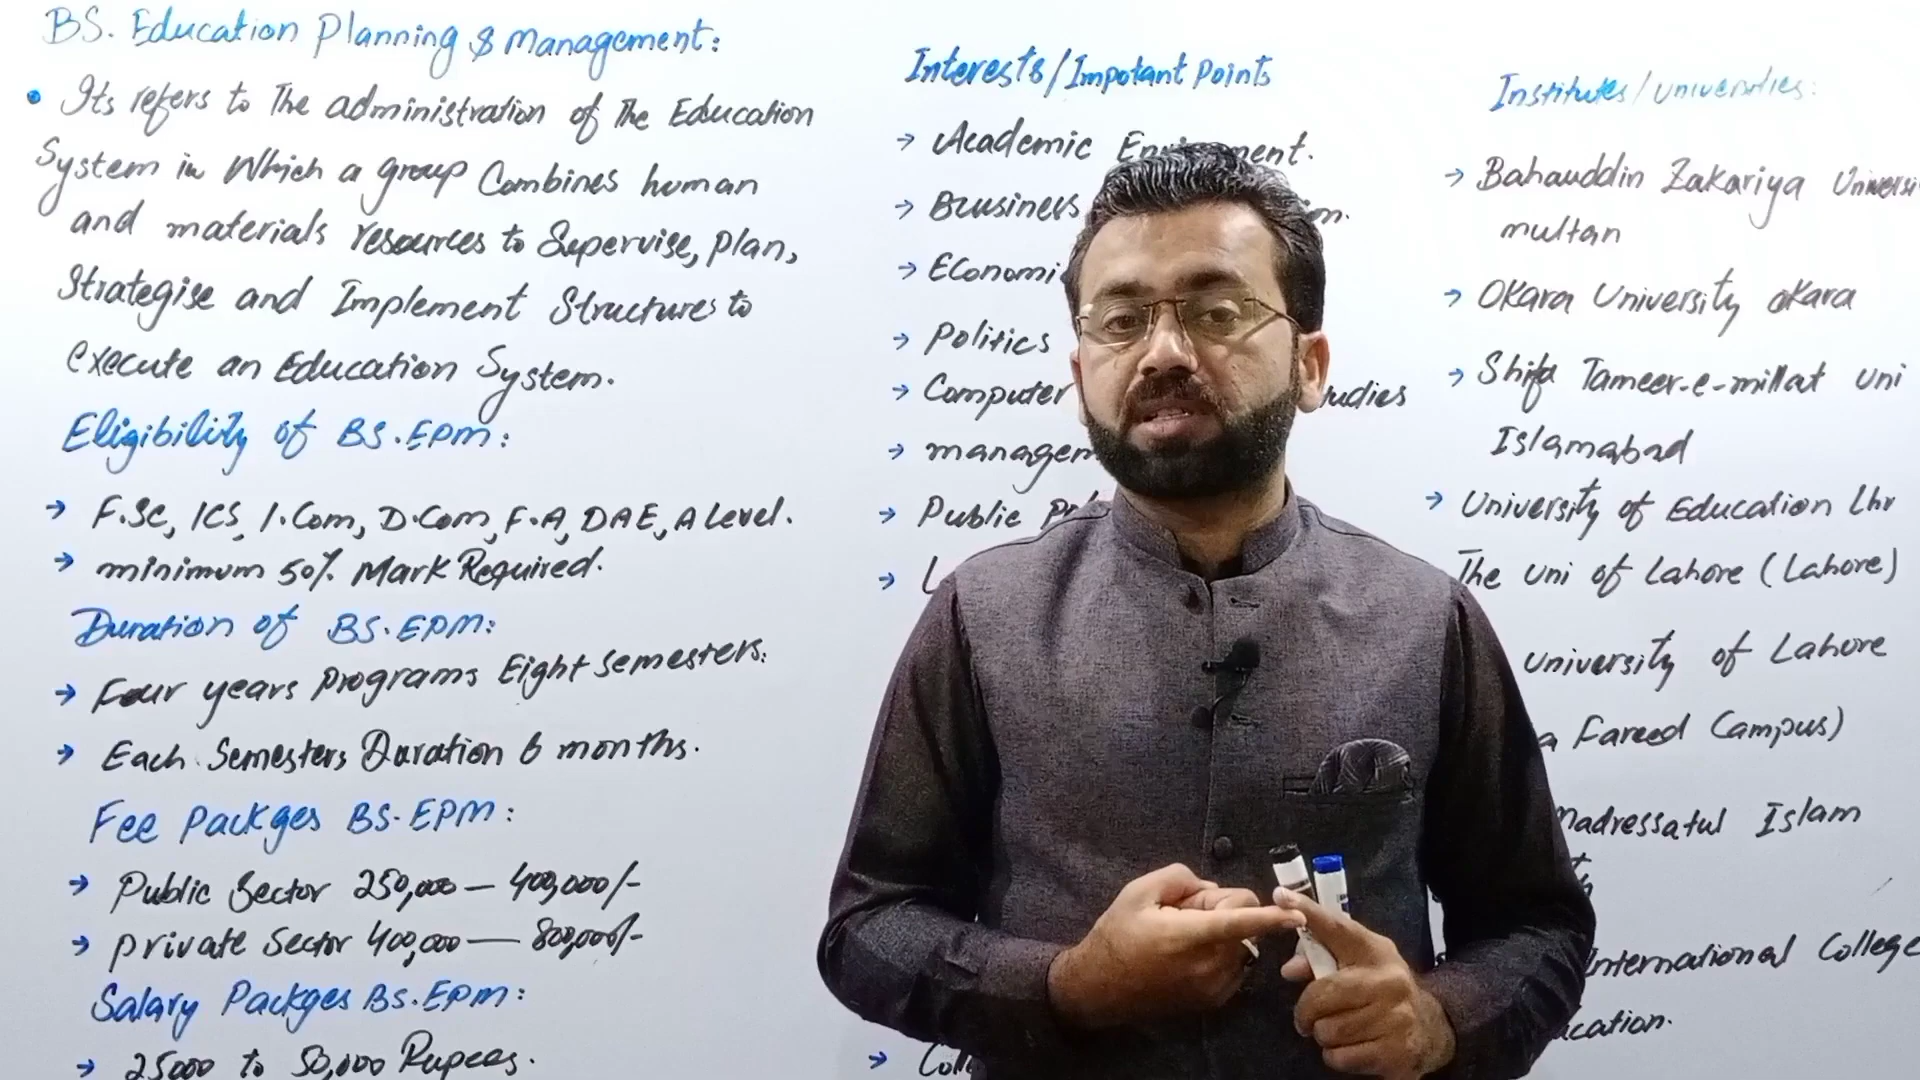 BS. Education Planning & Management:
• Its refers to The administration of The Education
System in Which a group Combines human
and materials resources to Supervise, plan,
Strategise and Implement Structures to
Execute an Education System.
Eligibility of BS.EPM:
→ F.Sc, ICS, I.Com, D.Com, F.A, DAE, A Level.
→ minimum 50% Mark Required.
Duration of BS.EPM:
→ Four years Programs Eight Semesters.
→ Each Semesters Duration 6 months.
Fee Packges BS.EPM:
→ Public Sector 250,000 — 400,000/-
→ private Sector 400,000 — 800,000/-
Salary Packges BS.EPM:
→ 25000 to 50,000 Rupees.
Interests/Impotant Points
→ Academic
→ Business
→ Economi
→ Politics
→ Computer udies
→ managem
→ Public
→ L
→ Coll
Institutes/universities:
→ Bahauddin Zakariya Universi
multan
→ Okara University okara
→ Shifa Tameer-e-millat uni
Islamabad
→ University of Education Lhr
The uni of Lahore (Lahore)
university of Lahore
a Fareed Campus)
Madressatul Islam
International College
cation.